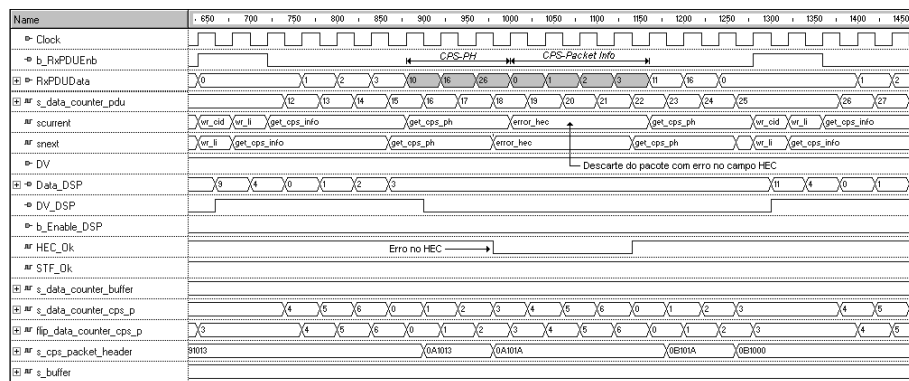 Name 650 700 750 800 850 900 950 1000 1050 1100 1150 1200 1250 1300 1350 1400 1450
Clock
b_RxPDUEnb CPS-PH CPS-Packet Info
RxPDUData 0 1 2 3 10 16 26 0 1 2 3 11 16 0 1 2
s_data_counter_pdu 12 13 14 15 16 17 18 19 20 21 22 23 24 25 26 27
scurrent wr_cid wr_li get_cps_info get_cps_ph error_hec get_cps_ph wr_cid wr_li get_cps_info
snext wr_li get_cps_info get_cps_ph error_hec get_cps_ph wr_li get_cps_info
DV Descarte do pacote com erro no campo HEC
Data_DSP 9 4 0 1 2 3 11 4 0 1
DV_DSP
b_Enable_DSP
HEC_Ok Erro no HEC
STF_Ok
s_data_counter_buffer
s_data_counter_cps_p 4 5 6 0 1 2 3 4 5 6 0 1 2 3 4 5
flip_data_counter_cps_p 3 4 5 6 0 1 2 3 4 5 6 0 1 2 3 4 5
s_cps_packet_header 91013 0A1013 0A101A 0B101A 0B1000
s_buffer